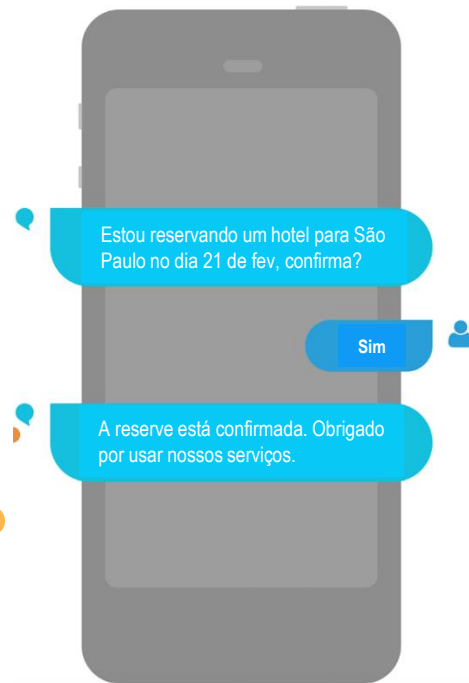 Estou reservando um hotel para São
Paulo no dia 21 de fev, confirma?
Sim
A reserve está confirmada. Obrigado
por usar nossos serviços.